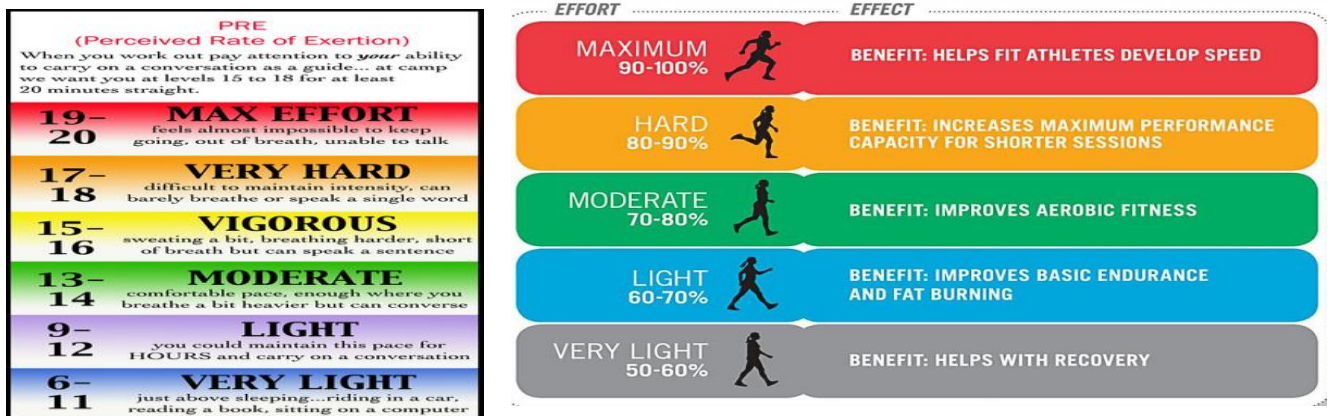 PRE
(Perceived Rate of Exertion)
When you work out pay attention to your ability
to carry on a conversation as a guide... at camp
we want you at levels 15 to 18 for at least
20 minutes straight.
19-
20
MAX EFFORT
feels almost impossible to keep
going, out of breath, unable to talk
17-
18
VERY HARD
difficult to maintain intensity, can
barely breathe or speak a single word
15-
16
VIGOROUS
sweating a bit, breathing harder, short
of breath but can speak a sentence
13-
14
MODERATE
comfortable pace, enough where you
breathe a bit heavier but can converse
9-
12
LIGHT
you could maintain this pace for
HOURS and carry on a conversation
6-
11
VERY LIGHT
just above sleeping...riding in a car,
reading a book, sitting on a computer
EFFORT
EFFECT
MAXIMUM
90-100%
BENEFIT: HELPS FIT ATHLETES DEVELOP SPEED
HARD
80-90%
BENEFIT: INCREASES MAXIMUM PERFORMANCE
CAPACITY FOR SHORTER SESSIONS
MODERATE
70-80%
BENEFIT: IMPROVES AEROBIC FITNESS
LIGHT
60-70%
BENEFIT: IMPROVES BASIC ENDURANCE
AND FAT BURNING
VERY LIGHT
50-60%
BENEFIT: HELPS WITH RECOVERY